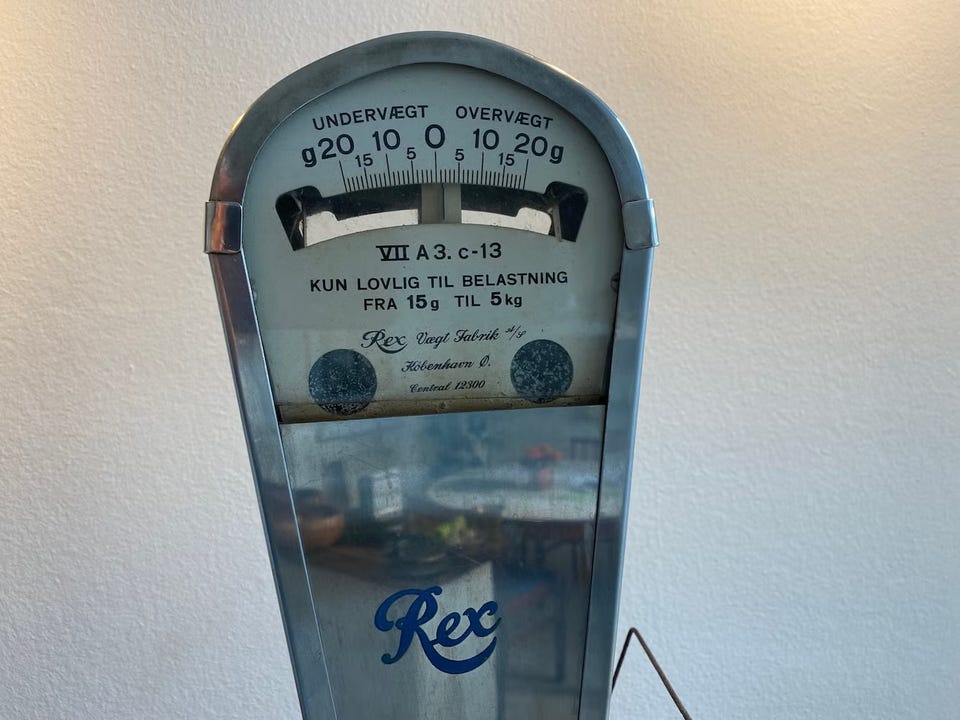 UNDERVÆGT OVERVÆGT
g20 10 0 10 20g
15 5 5 15
VII A3. c-13
KUN LOVLIG TIL BELASTNING
FRA 15g TIL 5kg
Rex Vægt Fabrik A/S
København Ø.
Central 12300
Rex